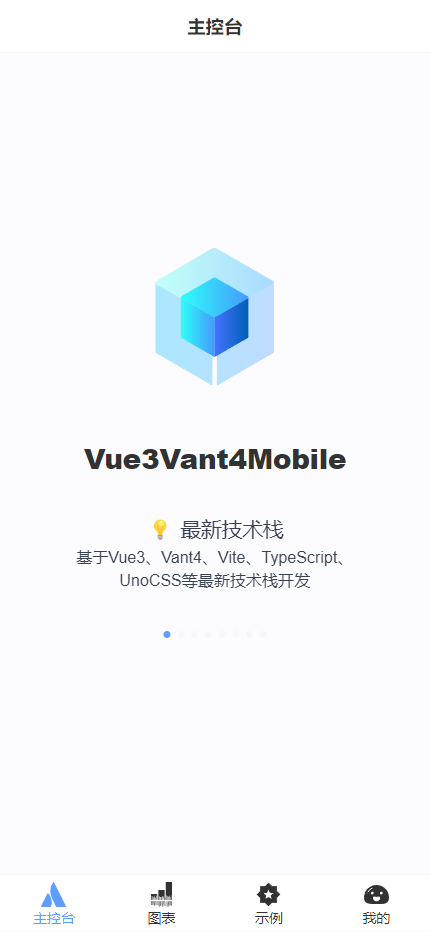 主控台
Vue3Vant4Mobile
💡 最新技术栈
基于Vue3、Vant4、Vite、TypeScript、
UnoCSS等最新技术栈开发
主控台 图表 示例 我的